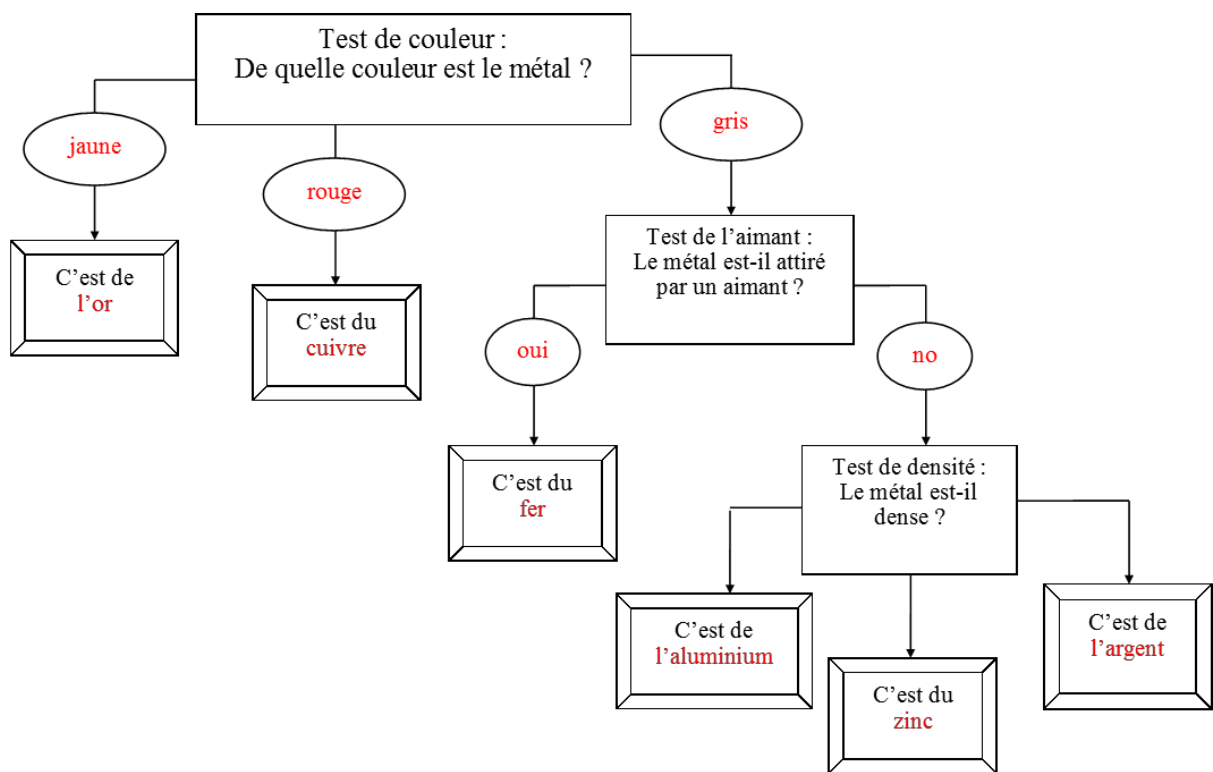 Test de couleur :
De quelle couleur est le métal ?
jaune
rouge
gris
C’est de
l’or
C’est du
cuivre
Test de l’aimant :
Le métal est-il attiré
par un aimant ?
oui
no
C’est du
fer
Test de densité :
Le métal est-il
dense ?
C’est de
l’aluminium
C’est du
zinc
C’est de
l’argent